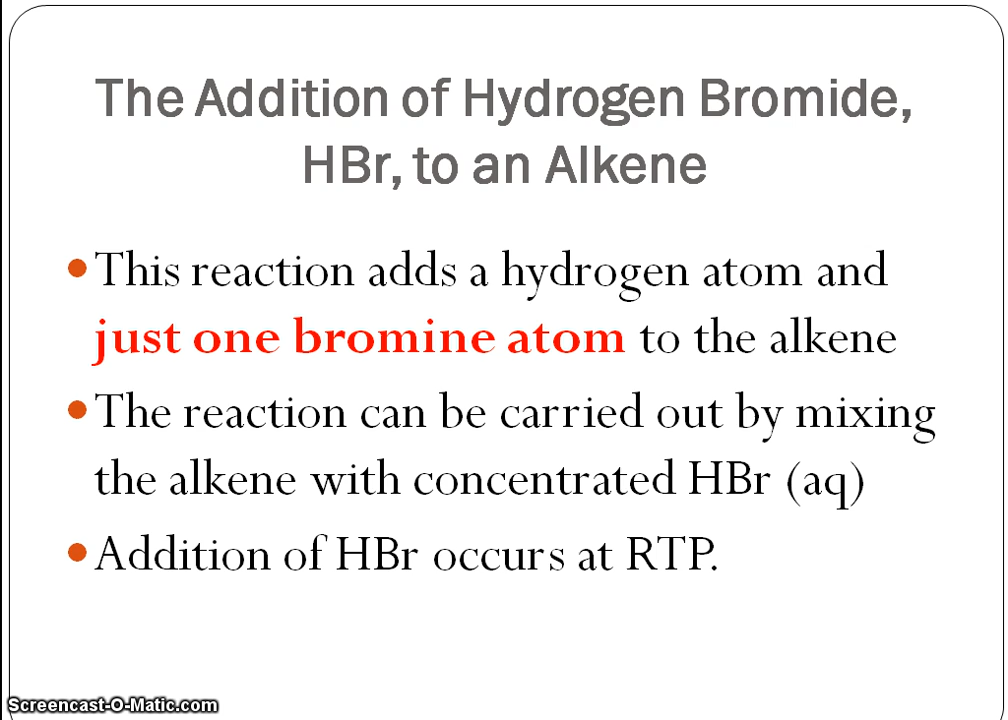 The Addition of Hydrogen Bromide,
HBr, to an Alkene
This reaction adds a hydrogen atom and
just one bromine atom to the alkene
The reaction can be carried out by mixing
the alkene with concentrated HBr (aq)
Addition of HBr occurs at RTP.
Screencast-O-Matic.com